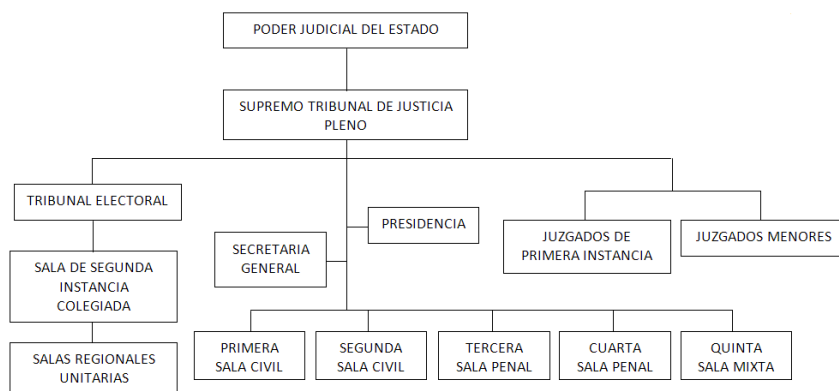 PODER JUDICIAL DEL ESTADO
SUPREMO TRIBUNAL DE JUSTICIA
PLENO
TRIBUNAL ELECTORAL
PRESIDENCIA
SECRETARIA
GENERAL
JUZGADOS DE
PRIMERA INSTANCIA
JUZGADOS MENORES
SALA DE SEGUNDA
INSTANCIA
COLEGIADA
SALAS REGIONALES
UNITARIAS
PRIMERA
SALA CIVIL
SEGUNDA
SALA CIVIL
TERCERA
SALA PENAL
CUARTA
SALA PENAL
QUINTA
SALA MIXTA